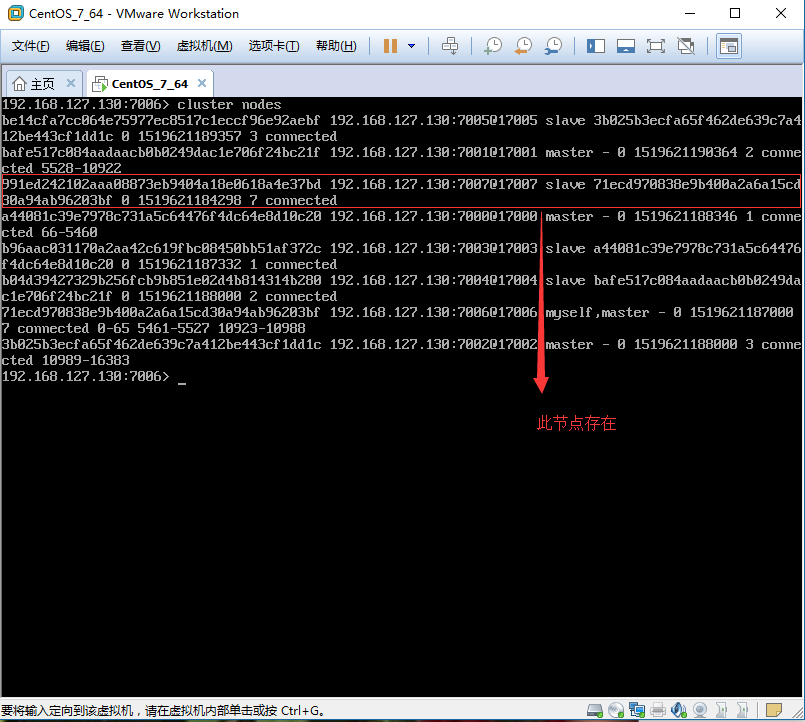 CentOS_7_64 - VMware Workstation
文件(F) 编辑(E) 查看(V) 虚拟机(M) 选项卡(T) 帮助(H)
主页 CentOS_7_64
192.168.127.130:7006> cluster nodes
be14cfa7cc064e75977ec8517c1eccf96e92aebf 192.168.127.130:7005@17005 slave 3b025b3ecfa65f462de639c7a4
12be443cf1dd1c 0 1519621189357 3 connected
bafe517c084aadaacb0b0249dac1e706f24bc21f 192.168.127.130:7001@17001 master - 0 1519621190364 2 conne
cted 5528-10922
991ed242102aaa08873eb9404a18e0618a4e37bd 192.168.127.130:7007@17007 slave 71ecd970838e9b400a2a6a15cd
30a94ab96203bf 0 1519621184298 7 connected
a44081c39e7978c731a5c64476f4dc64e8d10c20 192.168.127.130:7000@17000 master - 0 1519621188346 1 conne
cted 66-5460
b96aac031170a2aa42c619fbc08450bb51af372c 192.168.127.130:7003@17003 slave a44081c39e7978c731a5c64476
f4dc64e8d10c20 0 1519621187332 1 connected
b04d39427329b256fcb9b851e02d4b814314b280 192.168.127.130:7004@17004 slave bafe517c084aadaacb0b0249da
c1e706f24bc21f 0 1519621188000 2 connected
71ecd970838e9b400a2a6a15cd30a94ab96203bf 192.168.127.130:7006@17006 myself,master - 0 1519621187000
7 connected 0-65 5461-5527 10923-10988
3b025b3ecfa65f462de639c7a412be443cf1dd1c 192.168.127.130:7002@17002 master - 0 1519621188000 3 conne
cted 10989-16383
192.168.127.130:7006> _
此节点存在
要将输入定向到该虚拟机，请在虚拟机内部单击或按 Ctrl+G。